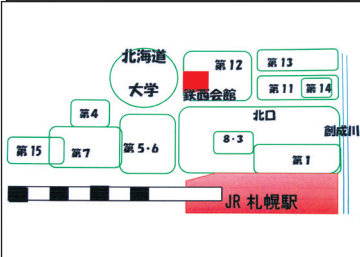 北海道
大学
第12
第13
鉄西会館
第11
第14
第4
北口
創成川
8・3
第15
第7
第5・6
第1
JR 札幌駅